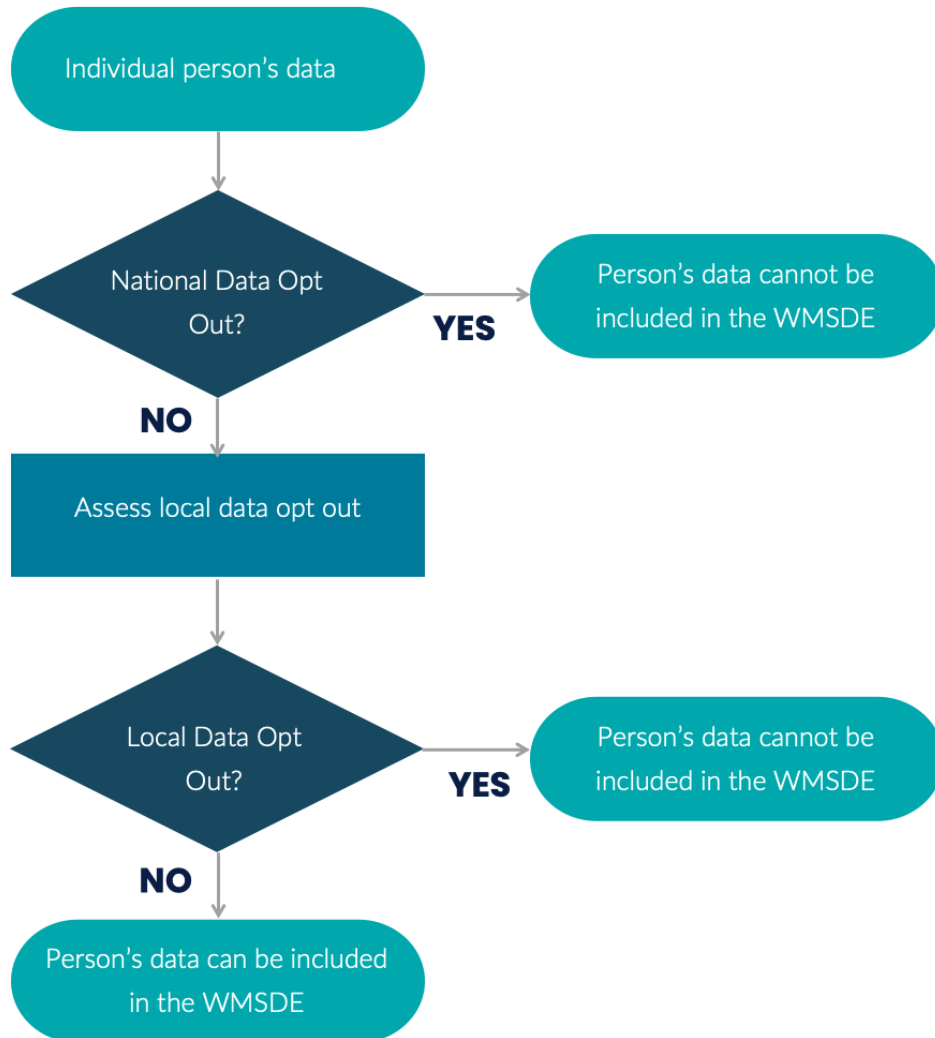 Individual person's data
National Data Opt
Out?
YES
Person's data cannot be
included in the WMSDE
NO
Assess local data opt out
Local Data Opt
Out?
YES
Person's data cannot be
included in the WMSDE
NO
Person's data can be included
in the WMSDE